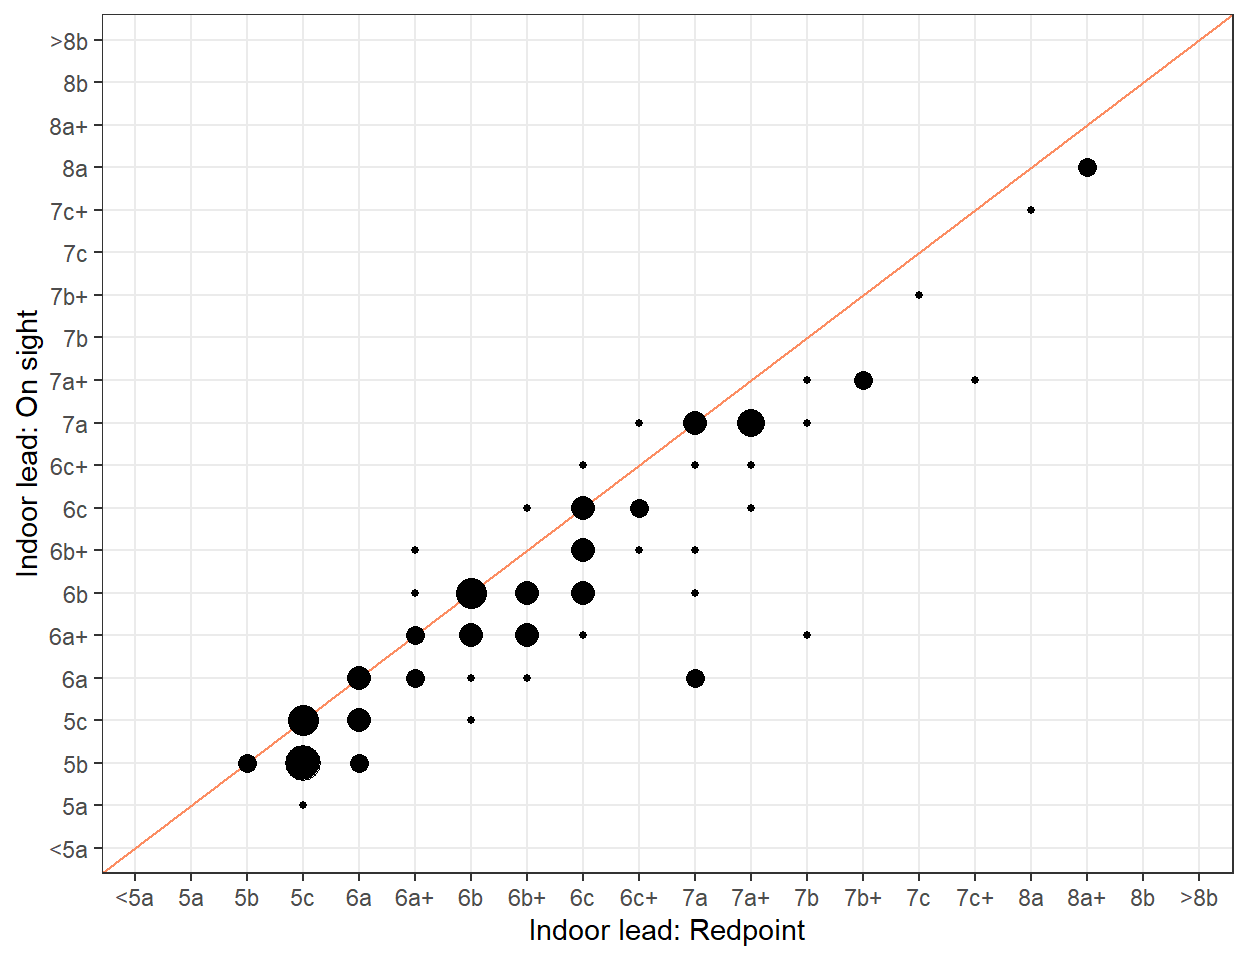 >8b
8b
8a+
8a
7c+
7c
7b+
7b
7a+
7a
6c+
6c
6b+
6b
6a+
6a
5c
5b
5a
<5a
Indoor lead: On sight
<5a 5a 5b 5c 6a 6a+ 6b 6b+ 6c 6c+ 7a 7a+ 7b 7b+ 7c 7c+ 8a 8a+ 8b >8b
Indoor lead: Redpoint